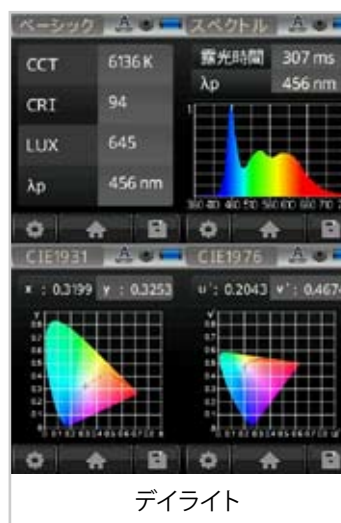 ベーシック
CCT 6136 K
CRI 94
LUX 645
λp 456 nm
スペクトル
露光時間 307 ms
λp 456 nm
CIE1931
x : 0.3199 y : 0.3253
CIE1976
u' : 0.2043 v' : 0.4674
デイライト